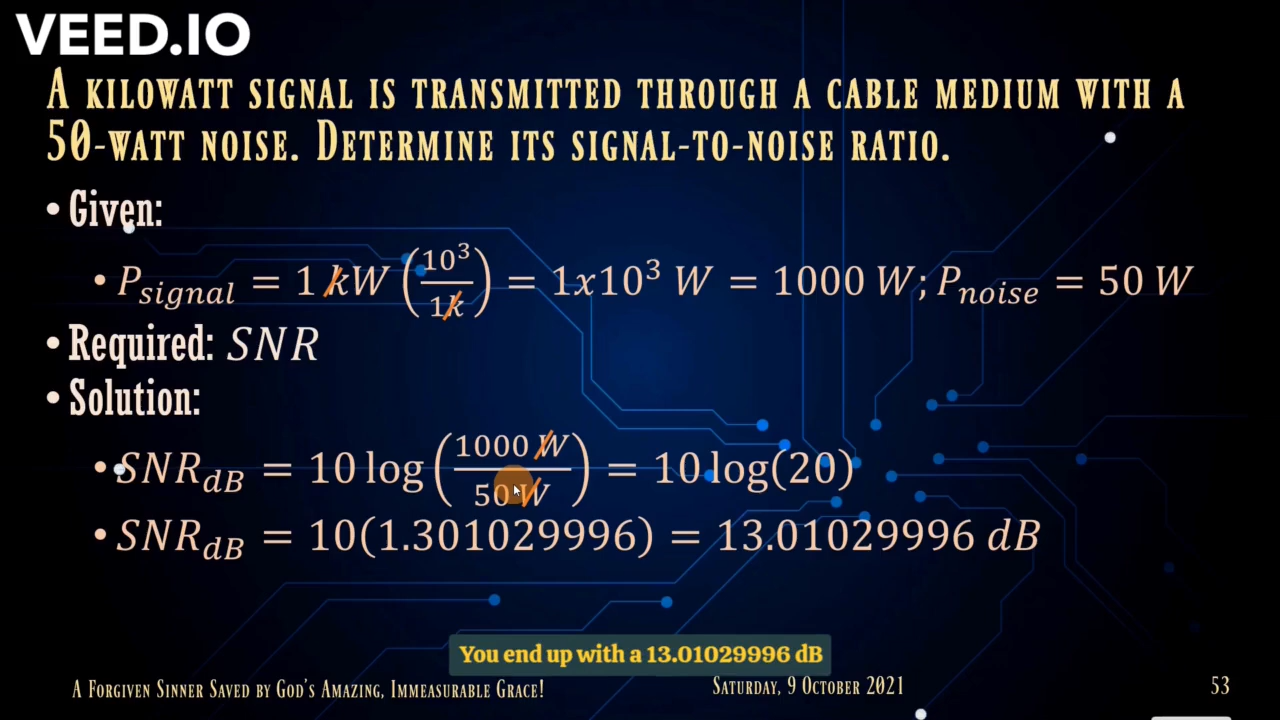 VEED.IO
A KILOWATT SIGNAL IS TRANSMITTED THROUGH A CABLE MEDIUM WITH A
50-WATT NOISE. DETERMINE ITS SIGNAL-TO-NOISE RATIO.
• Given:
• P_signal = 1 kW (10³/1k) = 1x10³ W = 1000 W; P_noise = 50 W
• Required: SNR
• Solution:
• SNR_dB = 10 log (1000 W/50 W) = 10 log(20)
• SNR_dB = 10(1.301029996) = 13.01029996 dB
You end up with a 13.01029996 dB
A FORGIVEN SINNER SAVED BY GOD'S AMAZING, IMMEASURABLE GRACE!
SATURDAY, 9 OCTOBER 2021
53